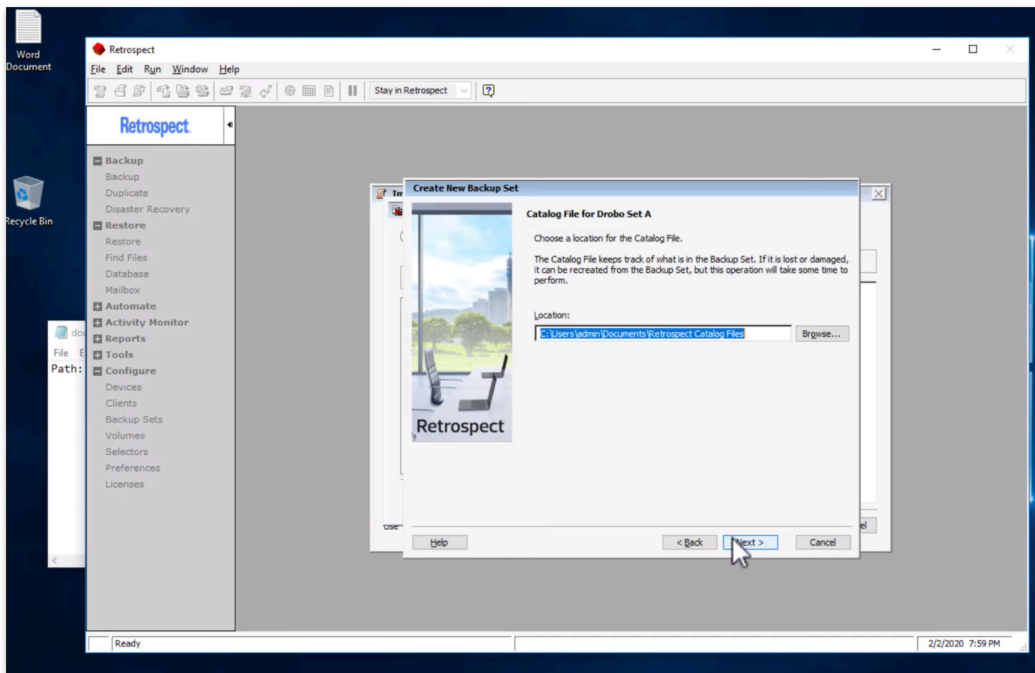 Word
Document
Recycle Bin
Retrospect
File Edit Run Window Help
Stay in Retrospect
Retrospect
Backup
Backup
Duplicate
Disaster Recovery
Restore
Restore
Find Files
Database
Mailbox
Automate
Activity Monitor
Reports
Tools
Configure
Devices
Clients
Backup Sets
Volumes
Selectors
Preferences
Licenses
File E
Path:
Create New Backup Set
Catalog File for Drobo Set A
Choose a location for the Catalog File.
The Catalog File keeps track of what is in the Backup Set. If it is lost or damaged,
it can be recreated from the Backup Set, but this operation will take some time to
perform.
Location:
C:\Users\admin\Documents\Retrospect Catalog Files
Browse...
Retrospect
Help
< Back
Next >
Cancel
Ready
2/2/2020 7:59 PM